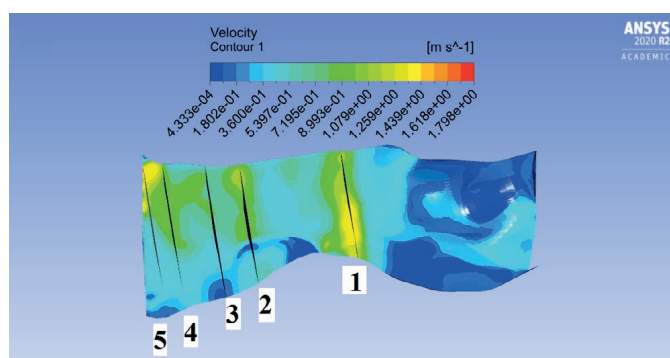 ANSYS
2020 R2
ACADEMIC
Velocity
Contour 1
[m s^-1]
4.333e-04
1.802e-01
3.600e-01
5.397e-01
7.195e-01
8.993e-01
1.079e+00
1.259e+00
1.439e+00
1.618e+00
1.798e+00
1
2
3
4
5